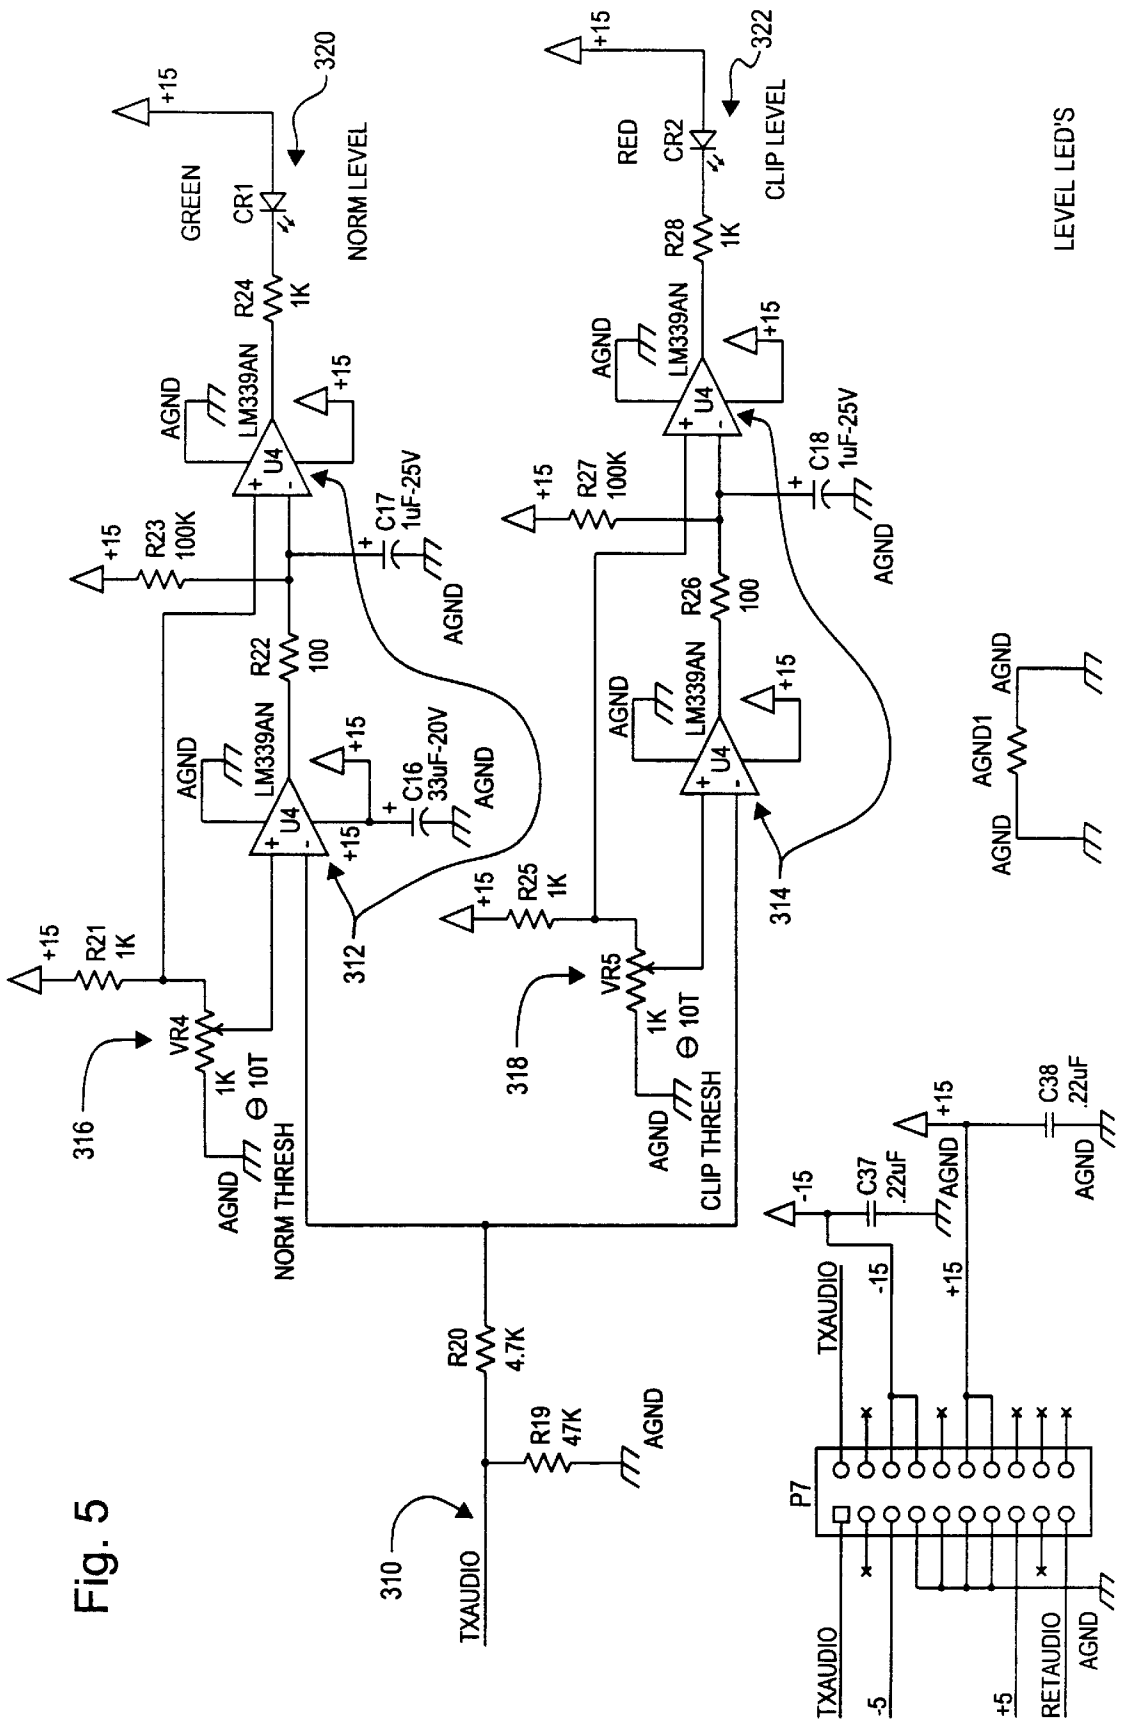 Fig. 5
TXAUDIO
310
R19
47K
AGND
R20
4.7K
NORM THRESH
316
AGND
VR4
1K
⊖ 10T
+15
R21
1K
312
+
-
U4
LM339AN
AGND
+15
+15
+
C16
33uF-20V
AGND
R22
100
+15
R23
100K
+
C17
1uF-25V
AGND
+
-
U4
LM339AN
AGND
+15
R24
1K
CR1
GREEN
NORM LEVEL
+15
320
CLIP THRESH
318
AGND
VR5
1K
⊖ 10T
+15
R25
1K
314
+
-
U4
LM339AN
AGND
+15
R26
100
+15
R27
100K
+
C18
1uF-25V
AGND
+
-
U4
LM339AN
AGND
+15
R28
1K
CR2
RED
CLIP LEVEL
+15
322
P7
TXAUDIO
-5
+5
RETAUDIO
AGND
TXAUDIO
-15
+15
-15
C37
.22uF
AGND
+15
C38
.22uF
AGND
AGND
AGND1
AGND
LEVEL LED'S